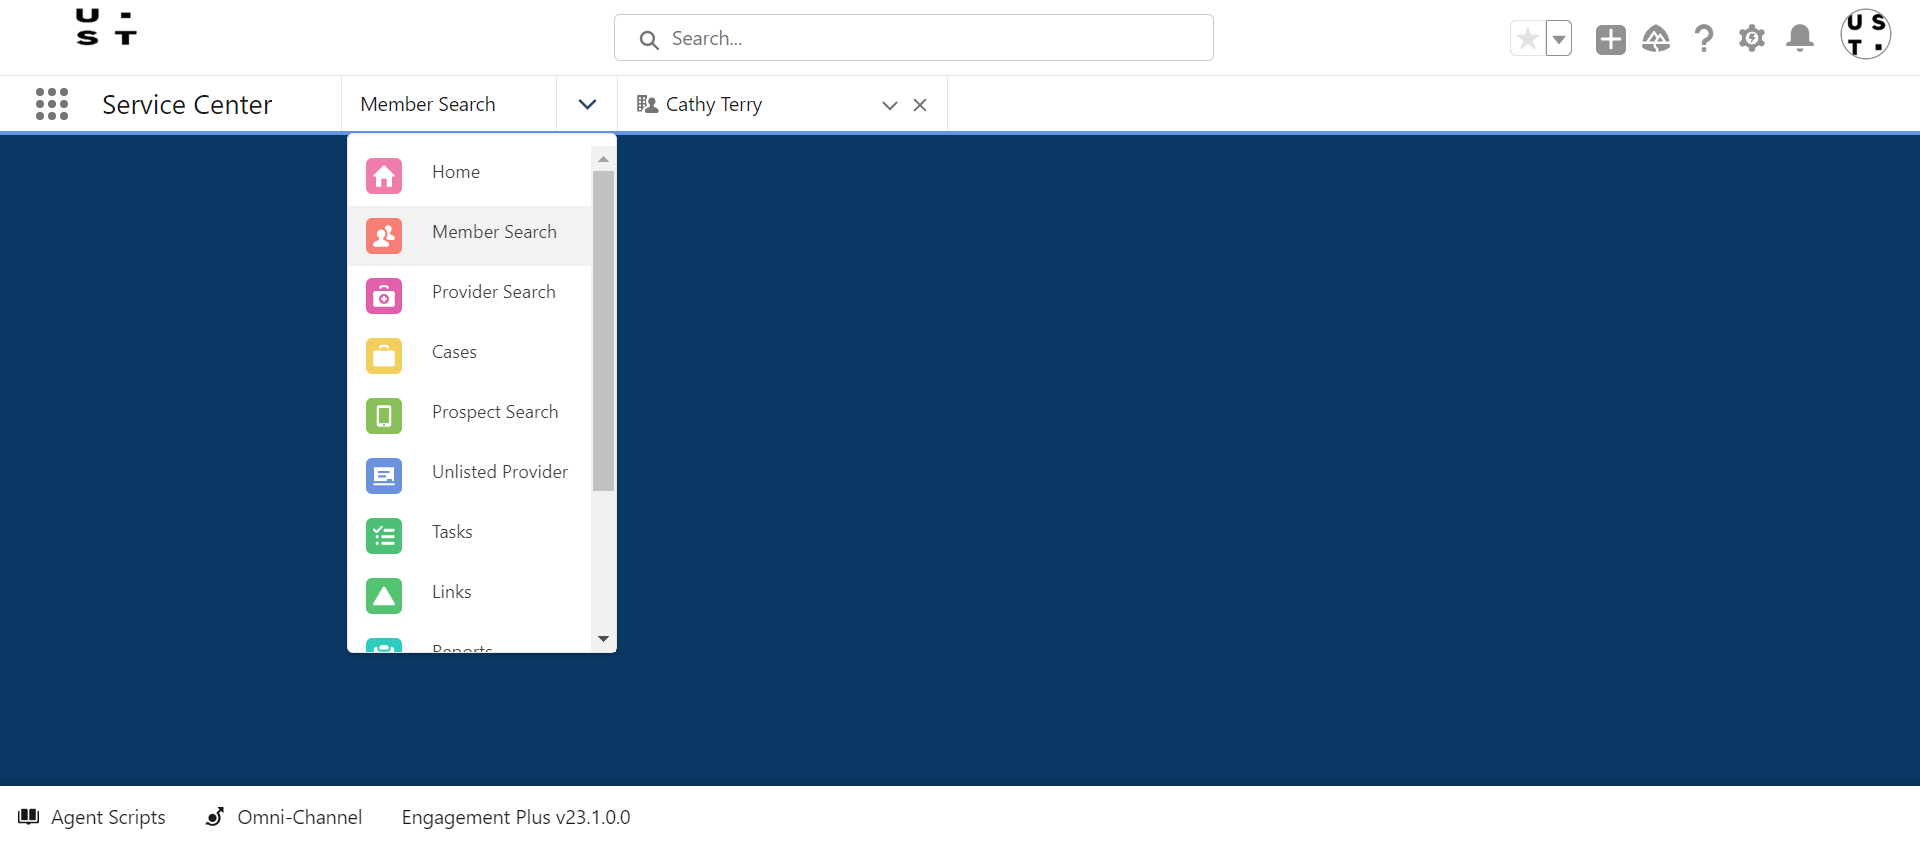 U
S T
Search...
U S
T
Service Center
Member Search
Cathy Terry
Home
Member Search
Provider Search
Cases
Prospect Search
Unlisted Provider
Tasks
Links
Reports
Agent Scripts
Omni-Channel
Engagement Plus v23.1.0.0